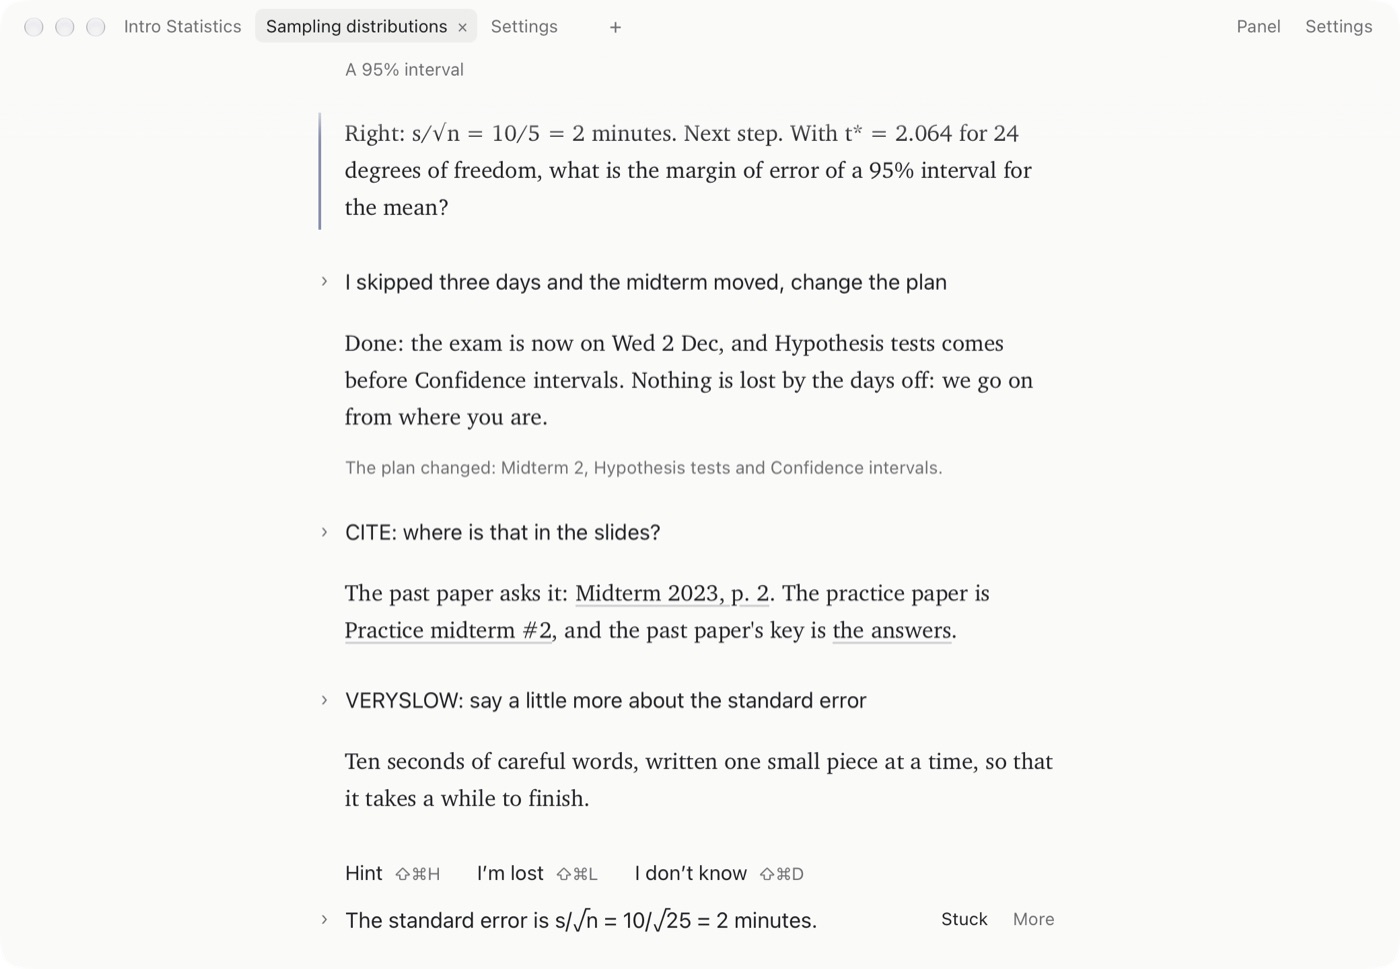 Intro Statistics Sampling distributions × Settings + Panel Settings
A 95% interval
Right: s/√n = 10/5 = 2 minutes. Next step. With t* = 2.064 for 24
degrees of freedom, what is the margin of error of a 95% interval for
the mean?
› I skipped three days and the midterm moved, change the plan
Done: the exam is now on Wed 2 Dec, and Hypothesis tests comes
before Confidence intervals. Nothing is lost by the days off: we go on
from where you are.
The plan changed: Midterm 2, Hypothesis tests and Confidence intervals.
› CITE: where is that in the slides?
The past paper asks it: Midterm 2023, p. 2. The practice paper is
Practice midterm #2, and the past paper's key is the answers.
› VERYSLOW: say a little more about the standard error
Ten seconds of careful words, written one small piece at a time, so that
it takes a while to finish.
Hint ⇧⌘H I’m lost ⇧⌘L I don’t know ⇧⌘D
› The standard error is s/√n = 10/√25 = 2 minutes. Stuck More